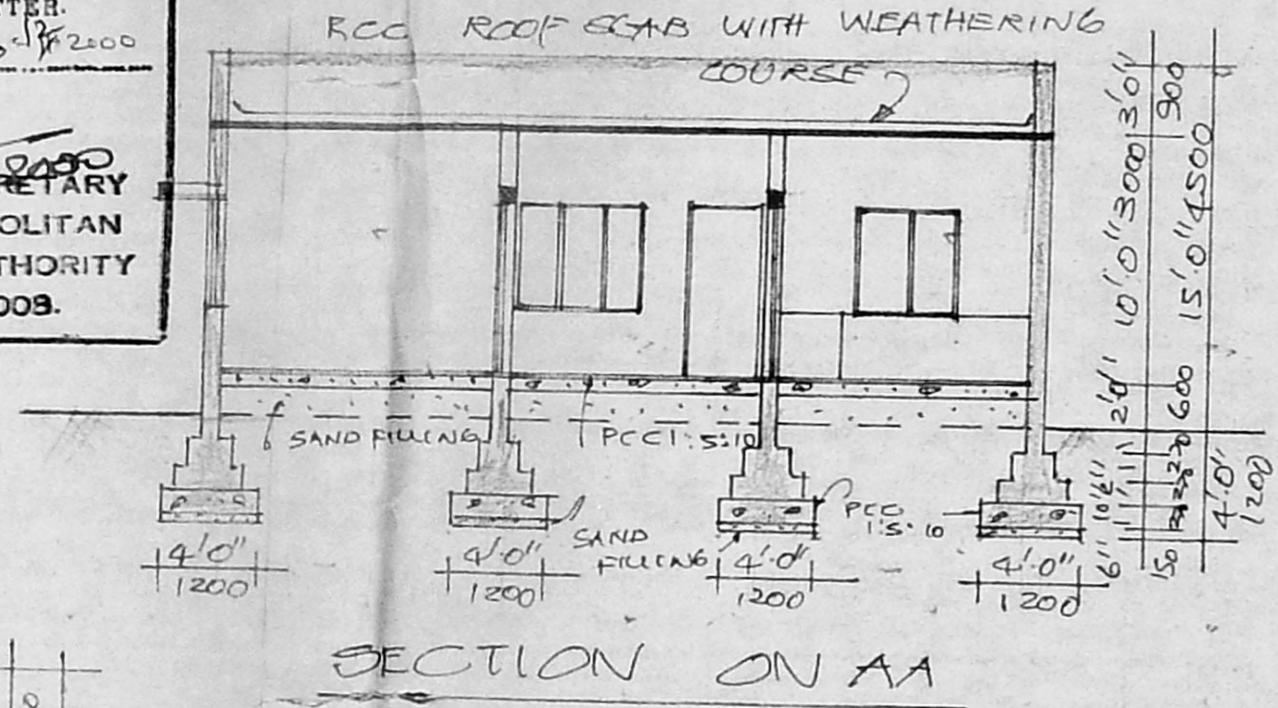 TTER.
2000
RETARY
OLITAN
THORITY
RCC ROOF SLAB WITH WEATHERING
COURSE
3'0"
900
10'.0"
3000
15'.0"
4500
2'0"
600
4'.0"
1200
6"
150
SAND FILLING
PCC 1:5:10
SAND
FILLING
PCC
1:5:10
4'.0"
1200
4'.0"
1200
4'.0"
1200
4'.0"
1200
SECTION ON AA